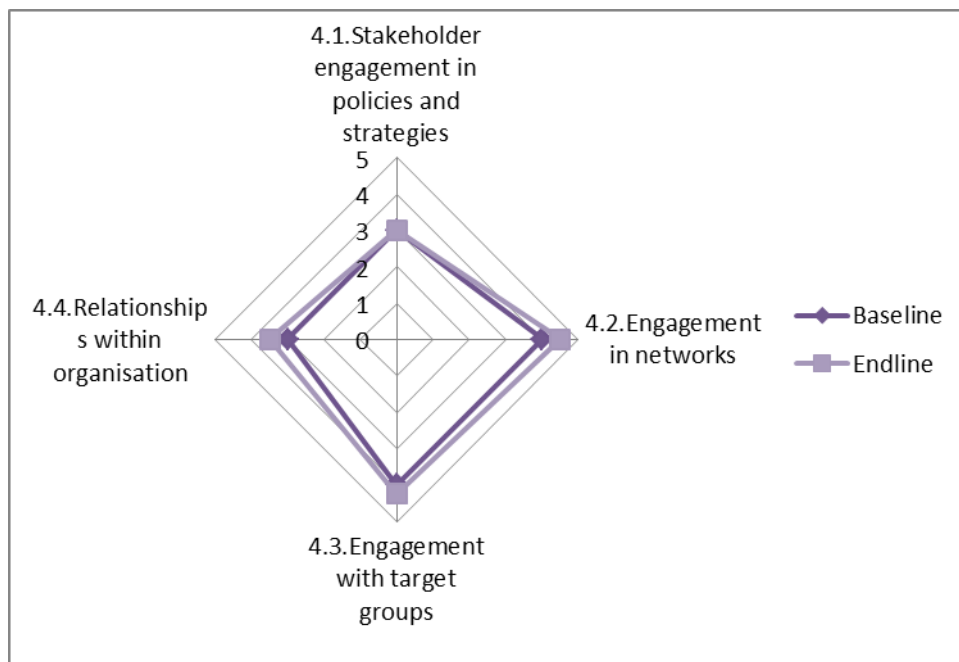 4.1.Stakeholder
engagement in
policies and
strategies
5
4
3
2
1
0
4.4.Relationship
s within
organisation
4.2.Engagement
in networks
Baseline
Endline
4.3.Engagement
with target
groups